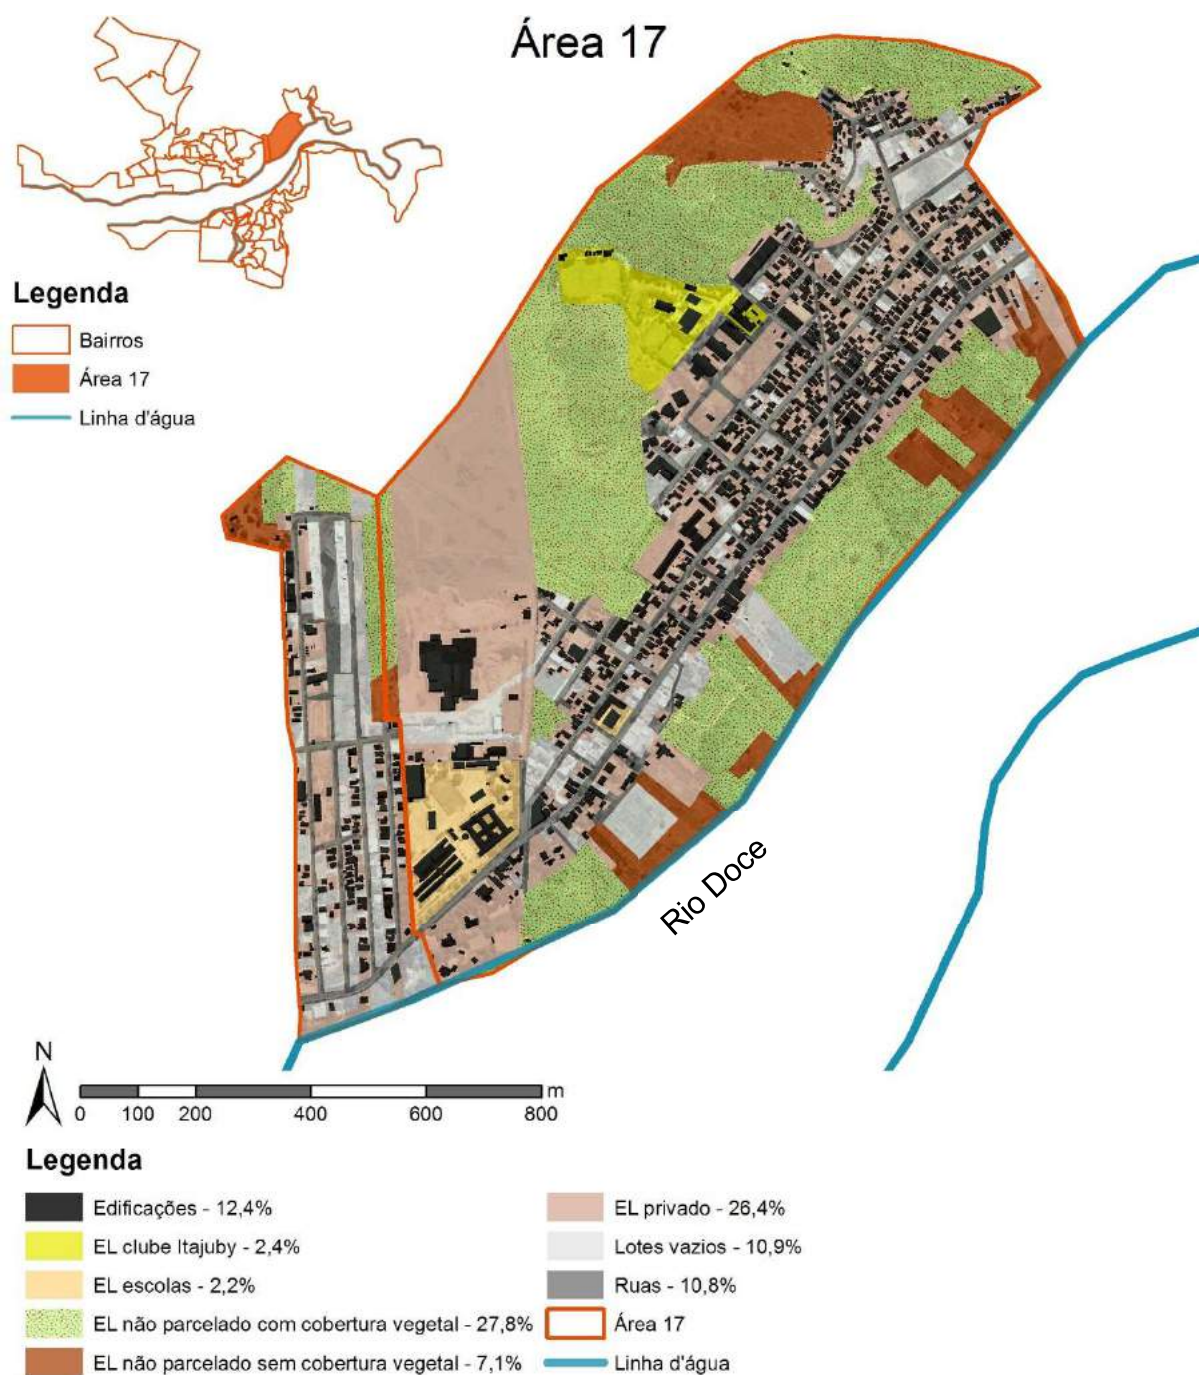 Área 17
Legenda
Bairros
Área 17
Linha d'água
Rio Doce
N
0 100 200 400 600 800 m
Legenda
Edificações - 12,4%
EL clube Itajuby - 2,4%
EL escolas - 2,2%
EL não parcelado com cobertura vegetal - 27,8%
EL não parcelado sem cobertura vegetal - 7,1%
EL privado - 26,4%
Lotes vazios - 10,9%
Ruas - 10,8%
Área 17
Linha d'água